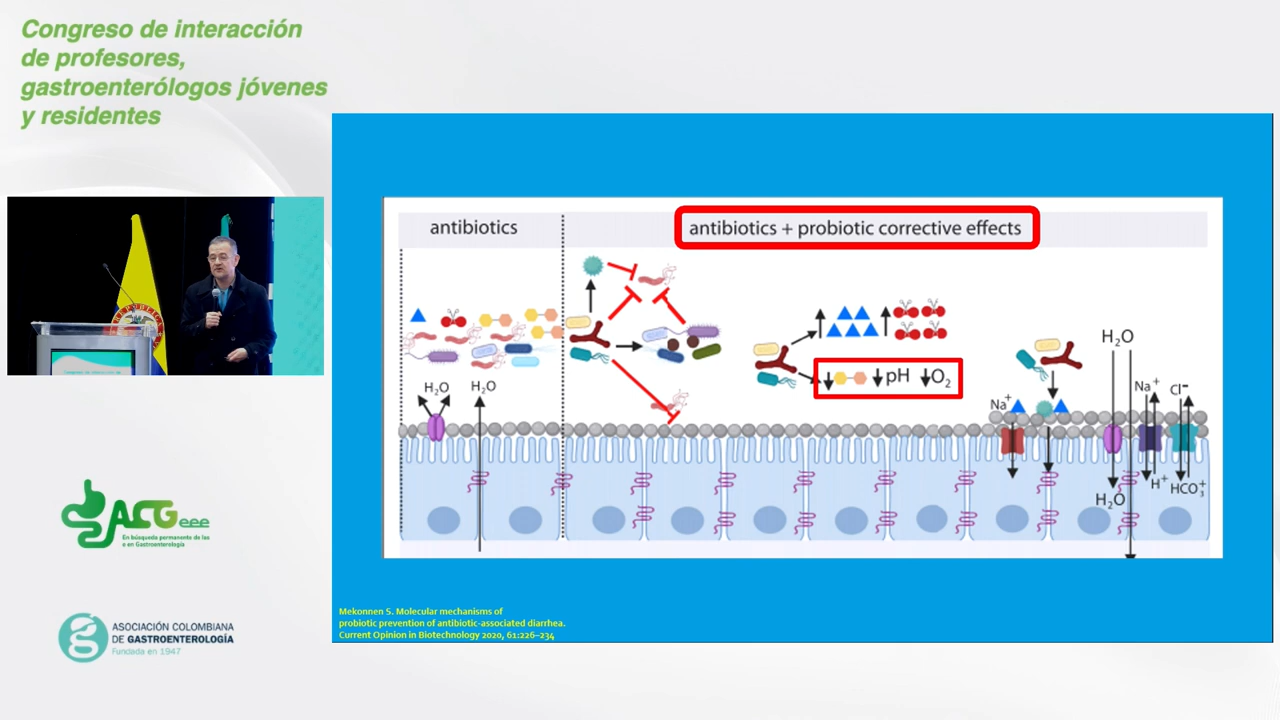 Congreso de interacción
de profesores,
gastroenterólogos jóvenes
y residentes
antibiotics
antibiotics + probiotic corrective effects
H2O
H2O
pH
O2
Na+
H2O
Na+
Cl-
H2O
H+
HCO3+
Mekonnen S. Molecular mechanisms of
probiotic prevention of antibiotic-associated diarrhea.
Current Opinion in Biotechnology 2020, 61:226–234
ACGeee
En búsqueda permanente de las
e en Gastroenterología
ASOCIACIÓN COLOMBIANA
DE GASTROENTEROLOGÍA
Fundada en 1947